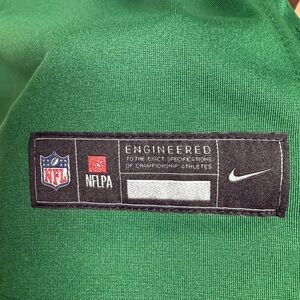 NFL
NFLPA
ENGINEERED
TO THE EXACT SPECIFICATIONS
OF CHAMPIONSHIP ATHLETES